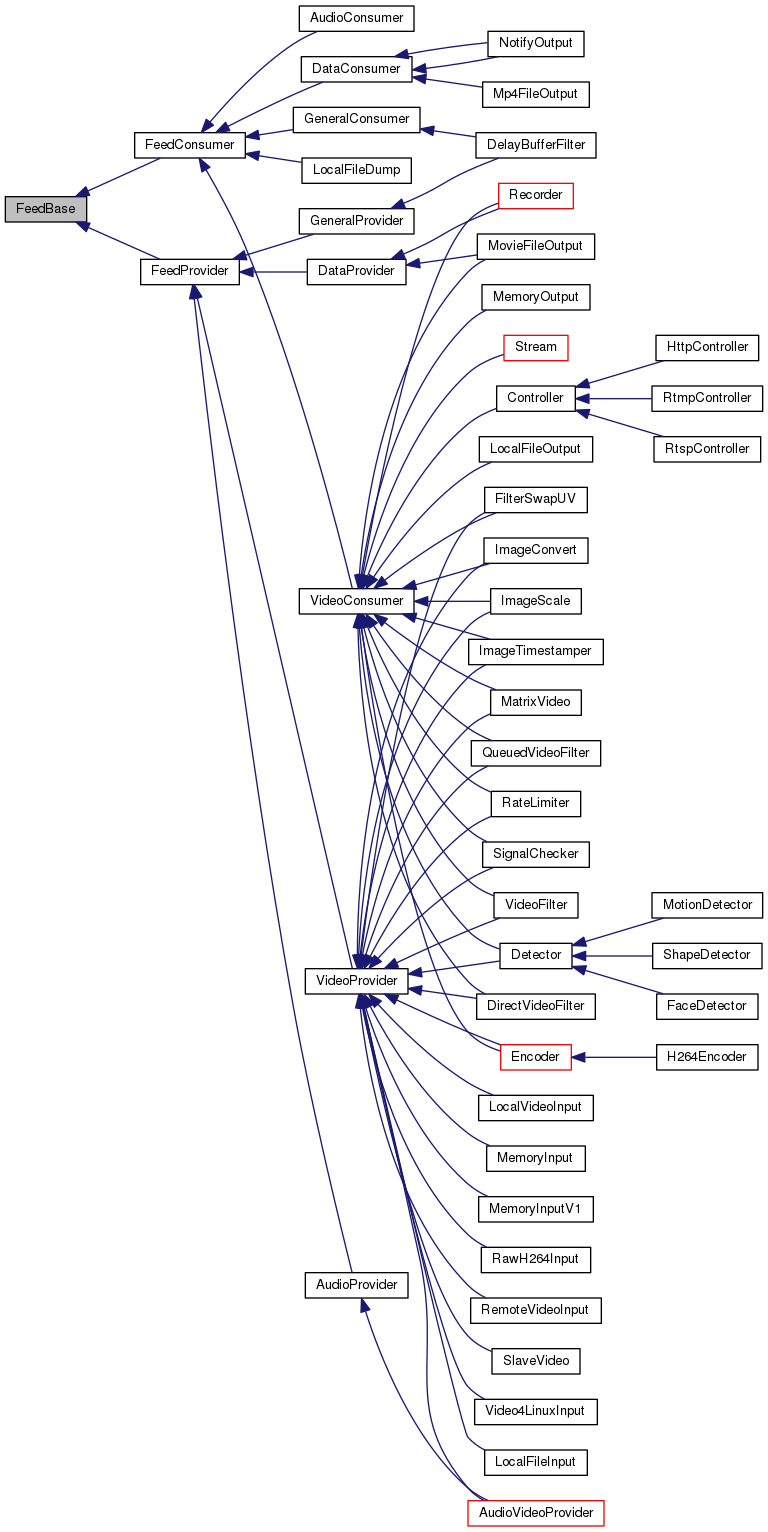 AudioConsumer
NotifyOutput
DataConsumer
Mp4FileOutput
GeneralConsumer
FeedConsumer
DelayBufferFilter
LocalFileDump
Recorder
FeedBase
GeneralProvider
MovieFileOutput
FeedProvider
DataProvider
MemoryOutput
Stream
HttpController
Controller
RtmpController
LocalFileOutput
RtspController
FilterSwapUV
ImageConvert
VideoConsumer
ImageScale
ImageTimestamper
MatrixVideo
QueuedVideoFilter
RateLimiter
SignalChecker
VideoFilter
MotionDetector
Detector
ShapeDetector
VideoProvider
DirectVideoFilter
FaceDetector
Encoder
H264Encoder
LocalVideoInput
MemoryInput
MemoryInputV1
RawH264Input
AudioProvider
RemoteVideoInput
SlaveVideo
Video4LinuxInput
LocalFileInput
AudioVideoProvider